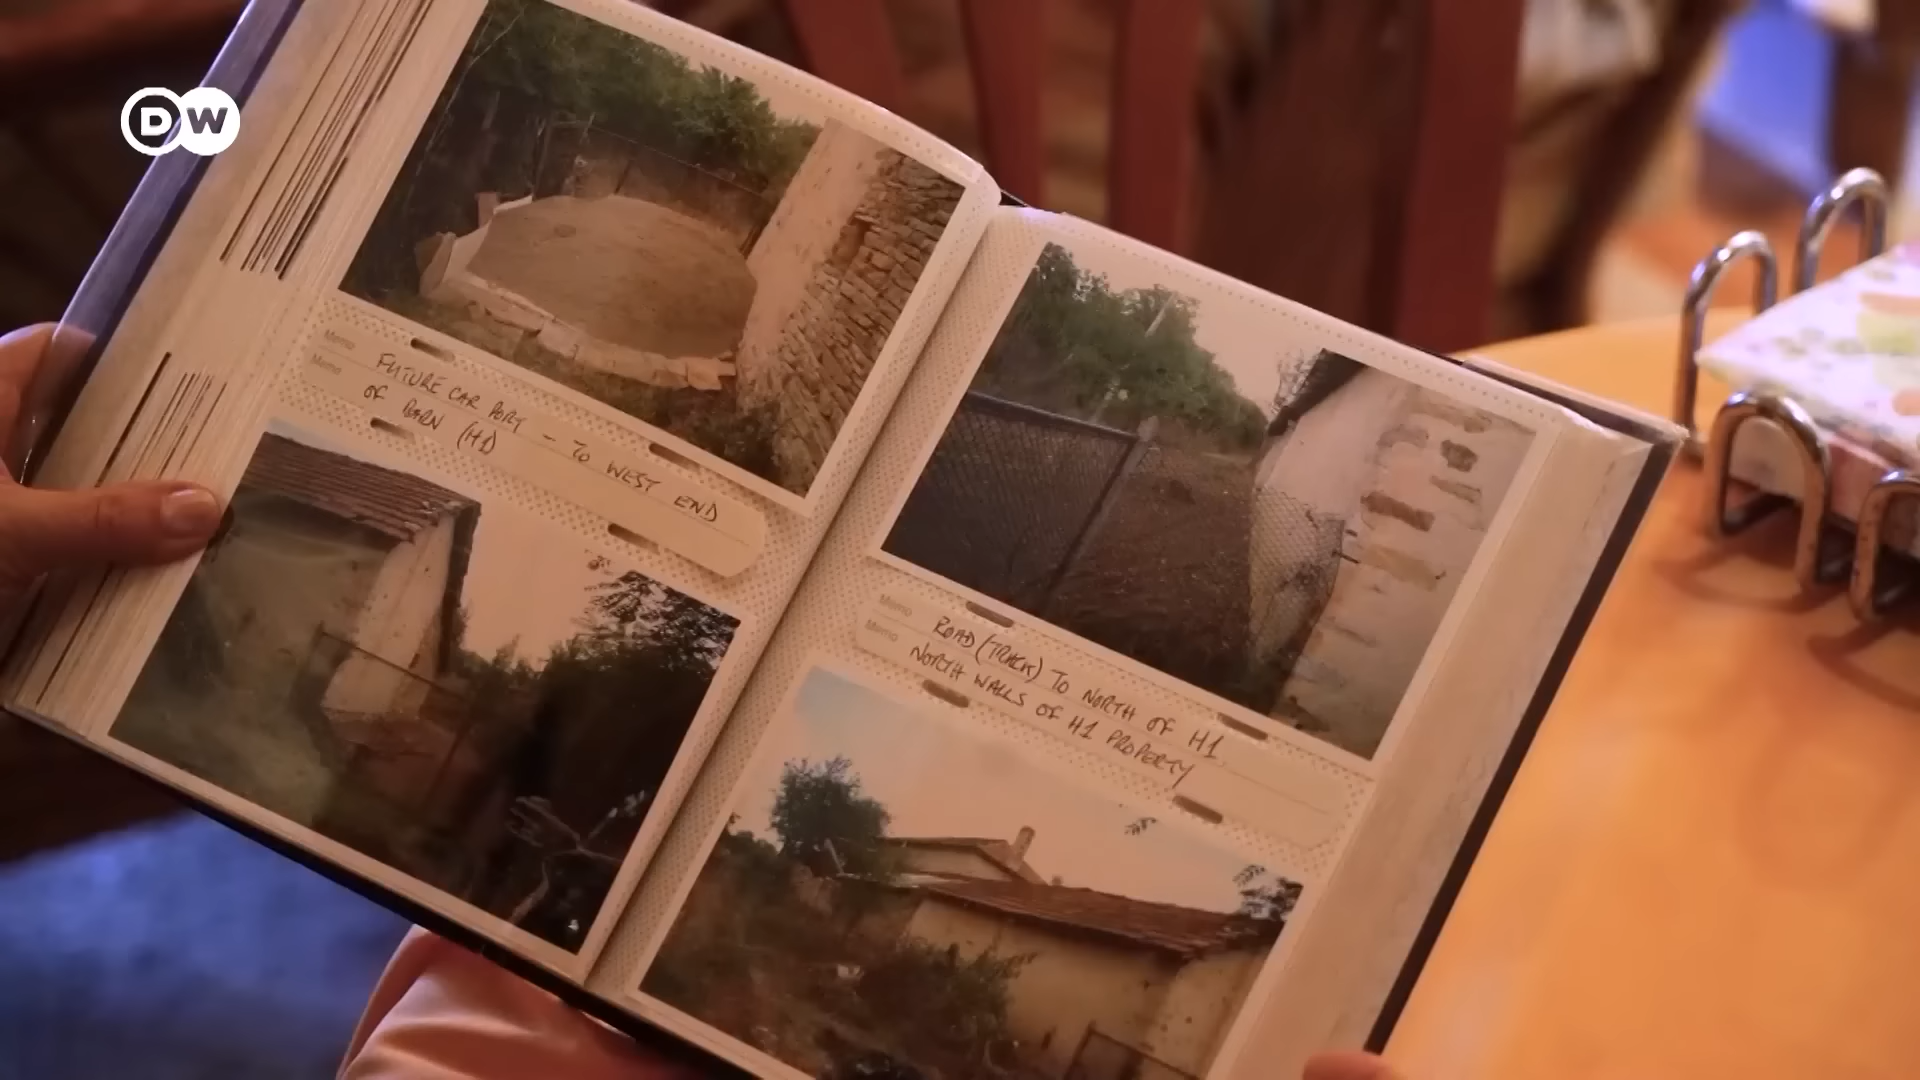 DW
Memo
Memo
FUTURE CAR PORT - TO WEST END
OF BARN (H1)
Memo
Memo
ROAD (TRACK) TO NORTH OF H1
NORTH WALLS OF H1 PROPERTY